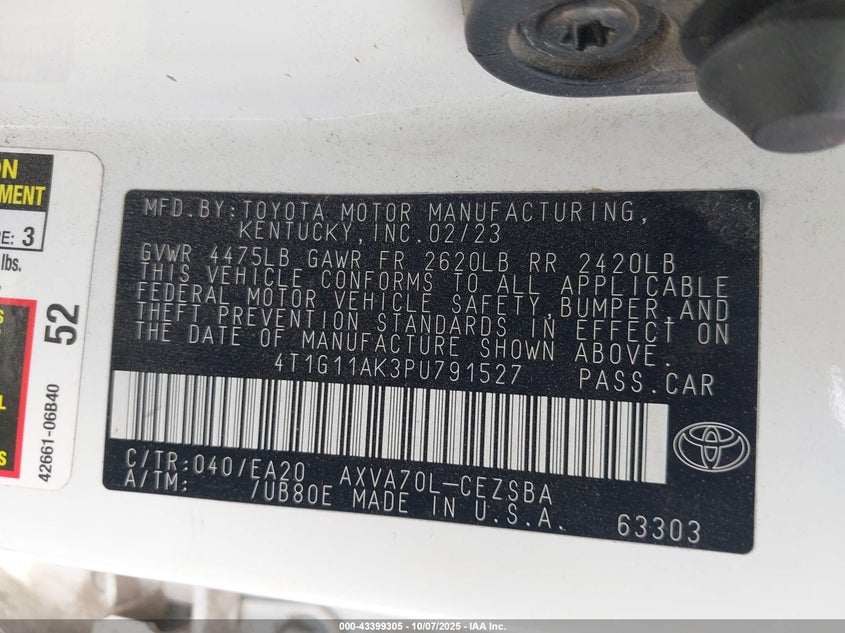 ON
MENT
E: 3
lbs.
S
L
S
52
42661-06B40
MFD.BY:TOYOTA MOTOR MANUFACTURING,
KENTUCKY,INC.02/23
GVWR 4475LB GAWR FR 2620LB RR 2420LB
THIS VEHICLE CONFORMS TO ALL APPLICABLE
FEDERAL MOTOR VEHICLE SAFETY,BUMPER,AND
THEFT PREVENTION STANDARDS IN EFFECT ON
THE DATE OF MANUFACTURE SHOWN ABOVE.
4T1G11AK3PU791527 PASS.CAR
C/TR:040/EA20 AXVA70L-CEZSBA
A/TM: /UB80E MADE IN U.S.A. 63303
000-43399305 - 10/07/2025 - IAA Inc.